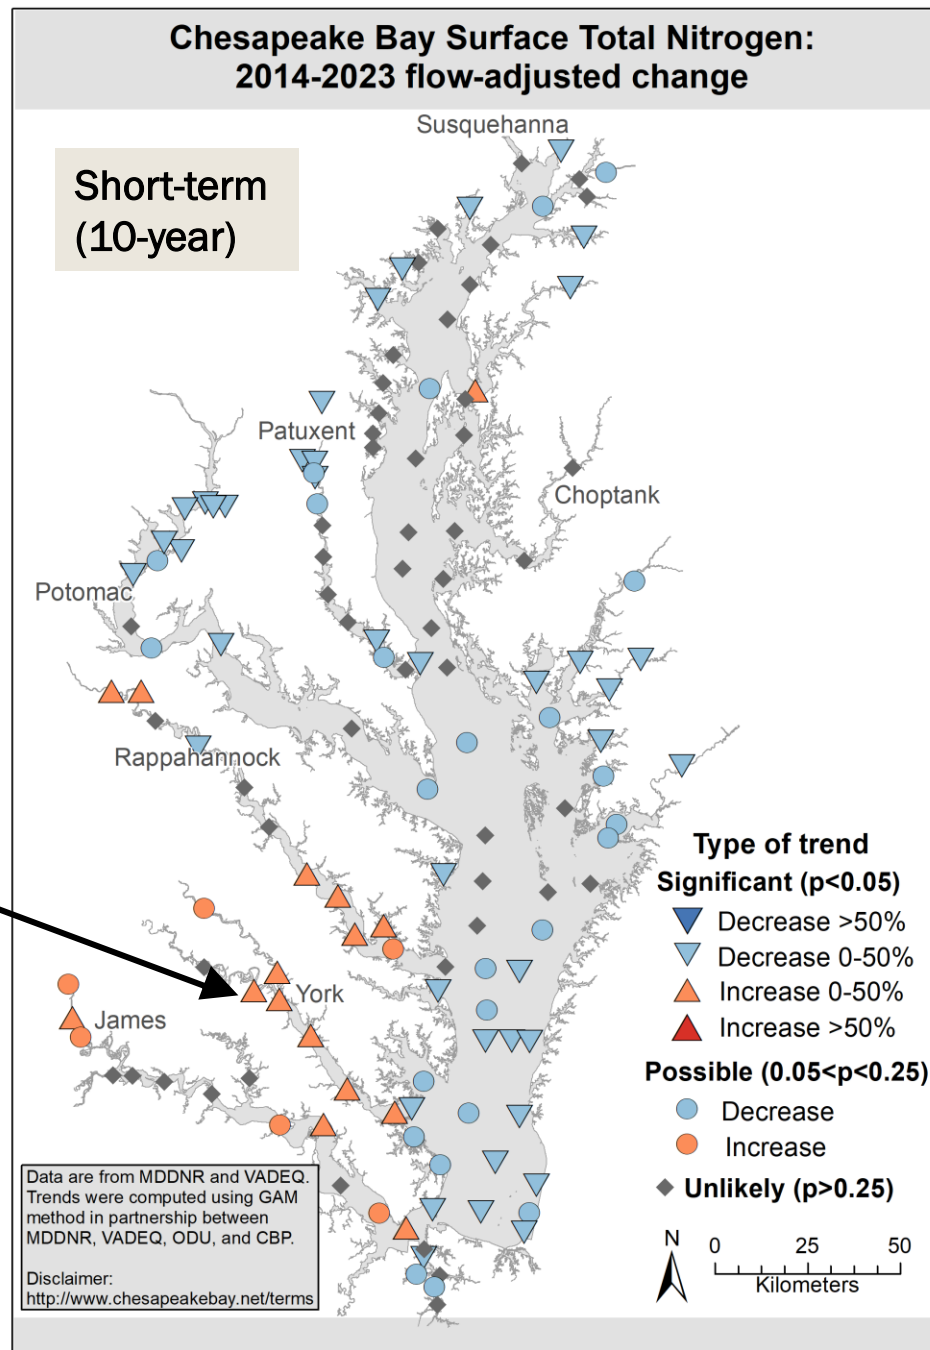 Chesapeake Bay Surface Total Nitrogen:
2014-2023 flow-adjusted change
Susquehanna
Short-term
(10-year)
Patuxent
Choptank
Potomac
Rappahannock
York
James
Type of trend
Significant (p<0.05)
Decrease >50%
Decrease 0-50%
Increase 0-50%
Increase >50%
Possible (0.05<p<0.25)
Decrease
Increase
Unlikely (p>0.25)
Data are from MDDNR and VADEQ.
Trends were computed using GAM
method in partnership between
MDDNR, VADEQ, ODU, and CBP.
Disclaimer:
http://www.chesapeakebay.net/terms
N
0 25 50
Kilometers